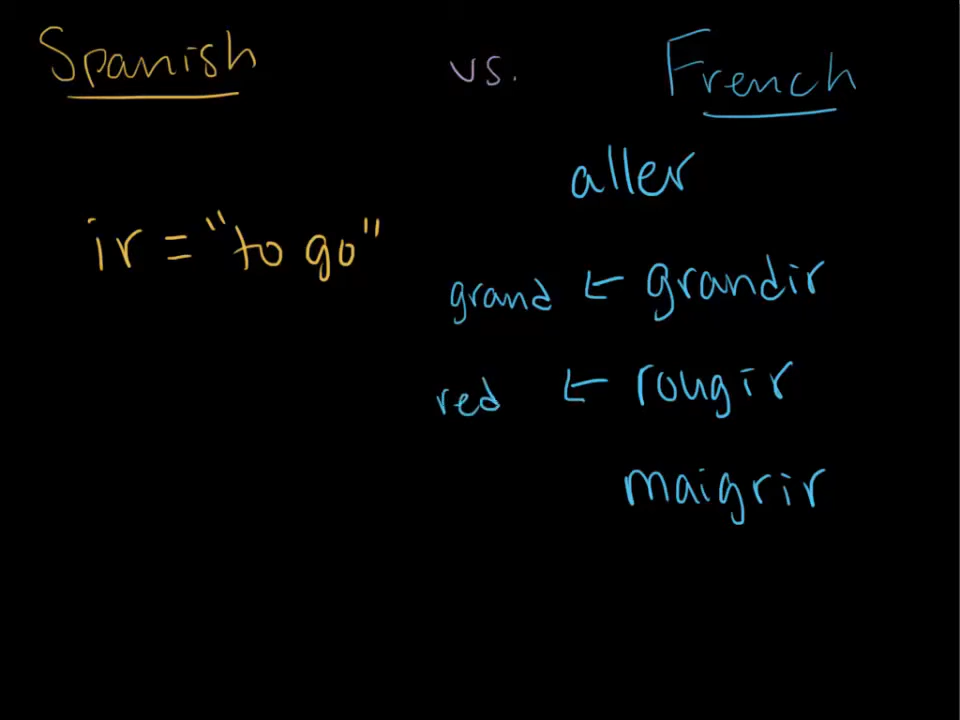 Spanish vs. French
aller
ir = "to go"
grand ← grandir
red ← rougir
maigrir